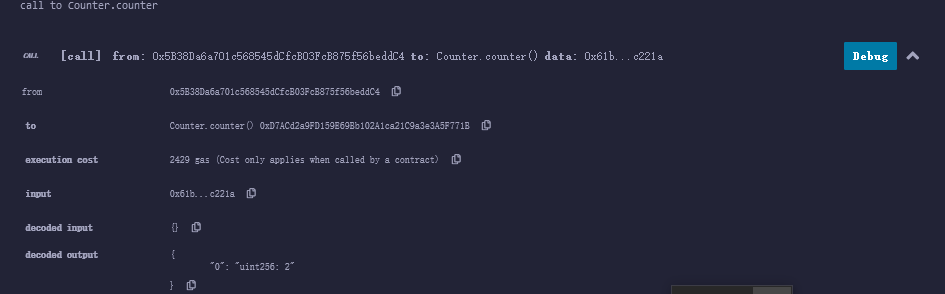 call to Counter.counter
CALL [call] from: 0x5B38Da6a701c568545dCfcB03FcB875f56beddC4 to: Counter.counter() data: 0x61b...c221a Debug
from 0x5B38Da6a701c568545dCfcB03FcB875f56beddC4
to Counter.counter() 0xD7ACd2a9FD159E69Bb102A1ca21C9a3e3A5F771B
execution cost 2429 gas (Cost only applies when called by a contract)
input 0x61b...c221a
decoded input {}
decoded output {
"0": "uint256: 2"
}